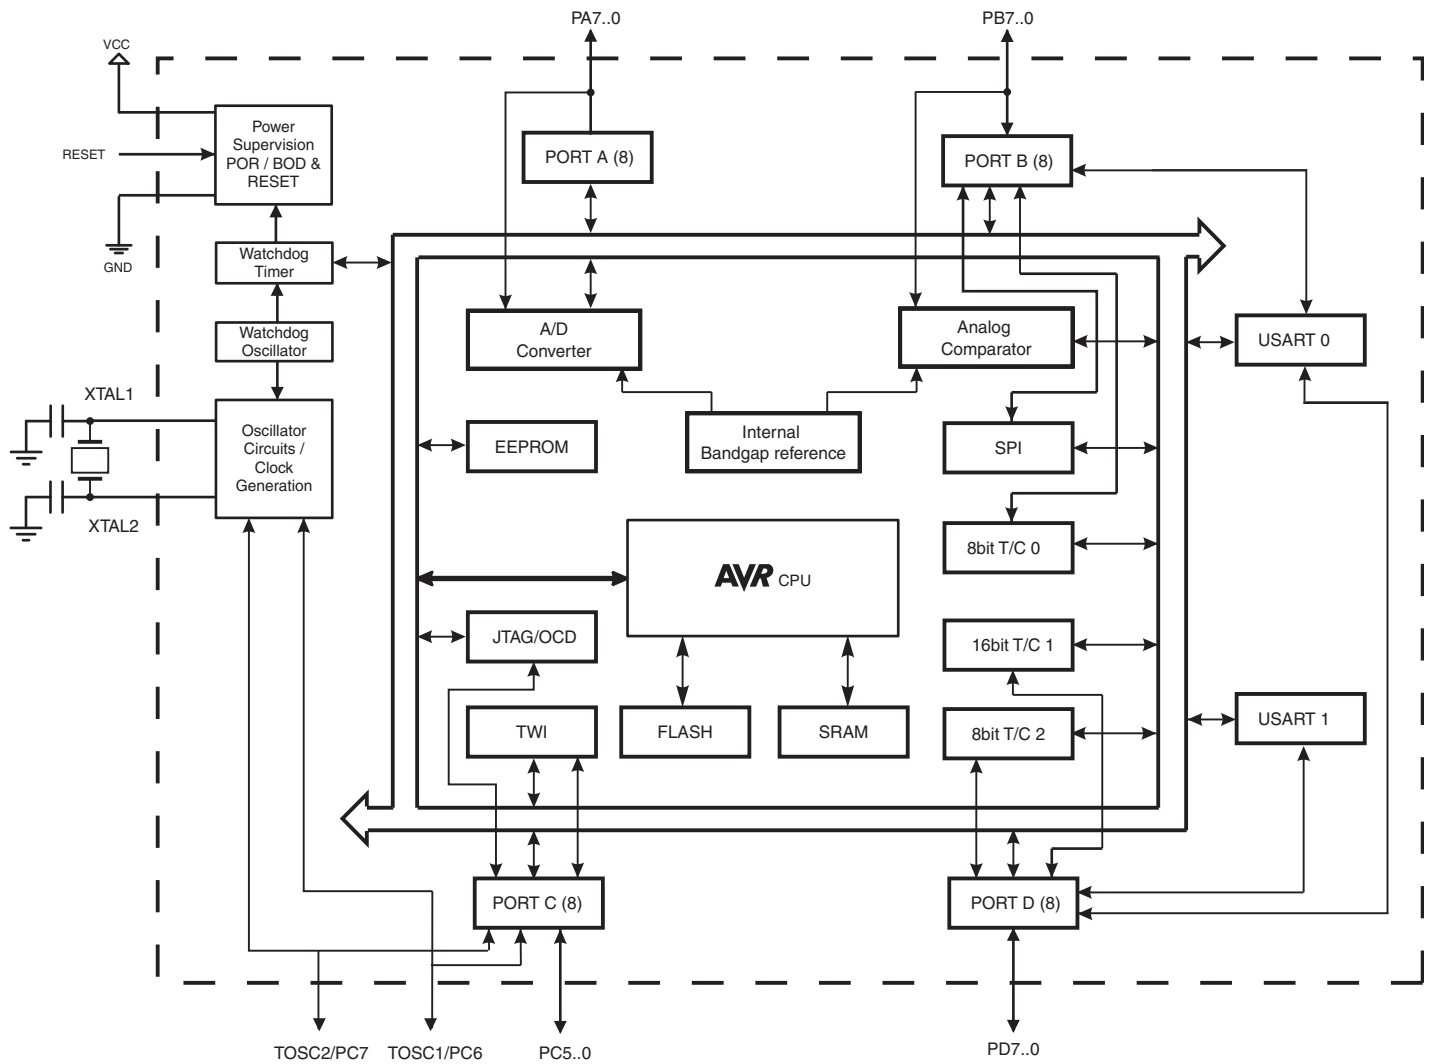 PA7..0
PB7..0
VCC
RESET
GND
Power
Supervision
POR / BOD &
RESET
PORT A (8)
PORT B (8)
Watchdog
Timer
Watchdog
Oscillator
A/D
Converter
Analog
Comparator
USART 0
XTAL1
XTAL2
Oscillator
Circuits /
Clock
Generation
EEPROM
Internal
Bandgap reference
SPI
8bit T/C 0
AVR CPU
JTAG/OCD
16bit T/C 1
TWI
FLASH
SRAM
8bit T/C 2
USART 1
PORT C (8)
PORT D (8)
TOSC2/PC7
TOSC1/PC6
PC5..0
PD7..0